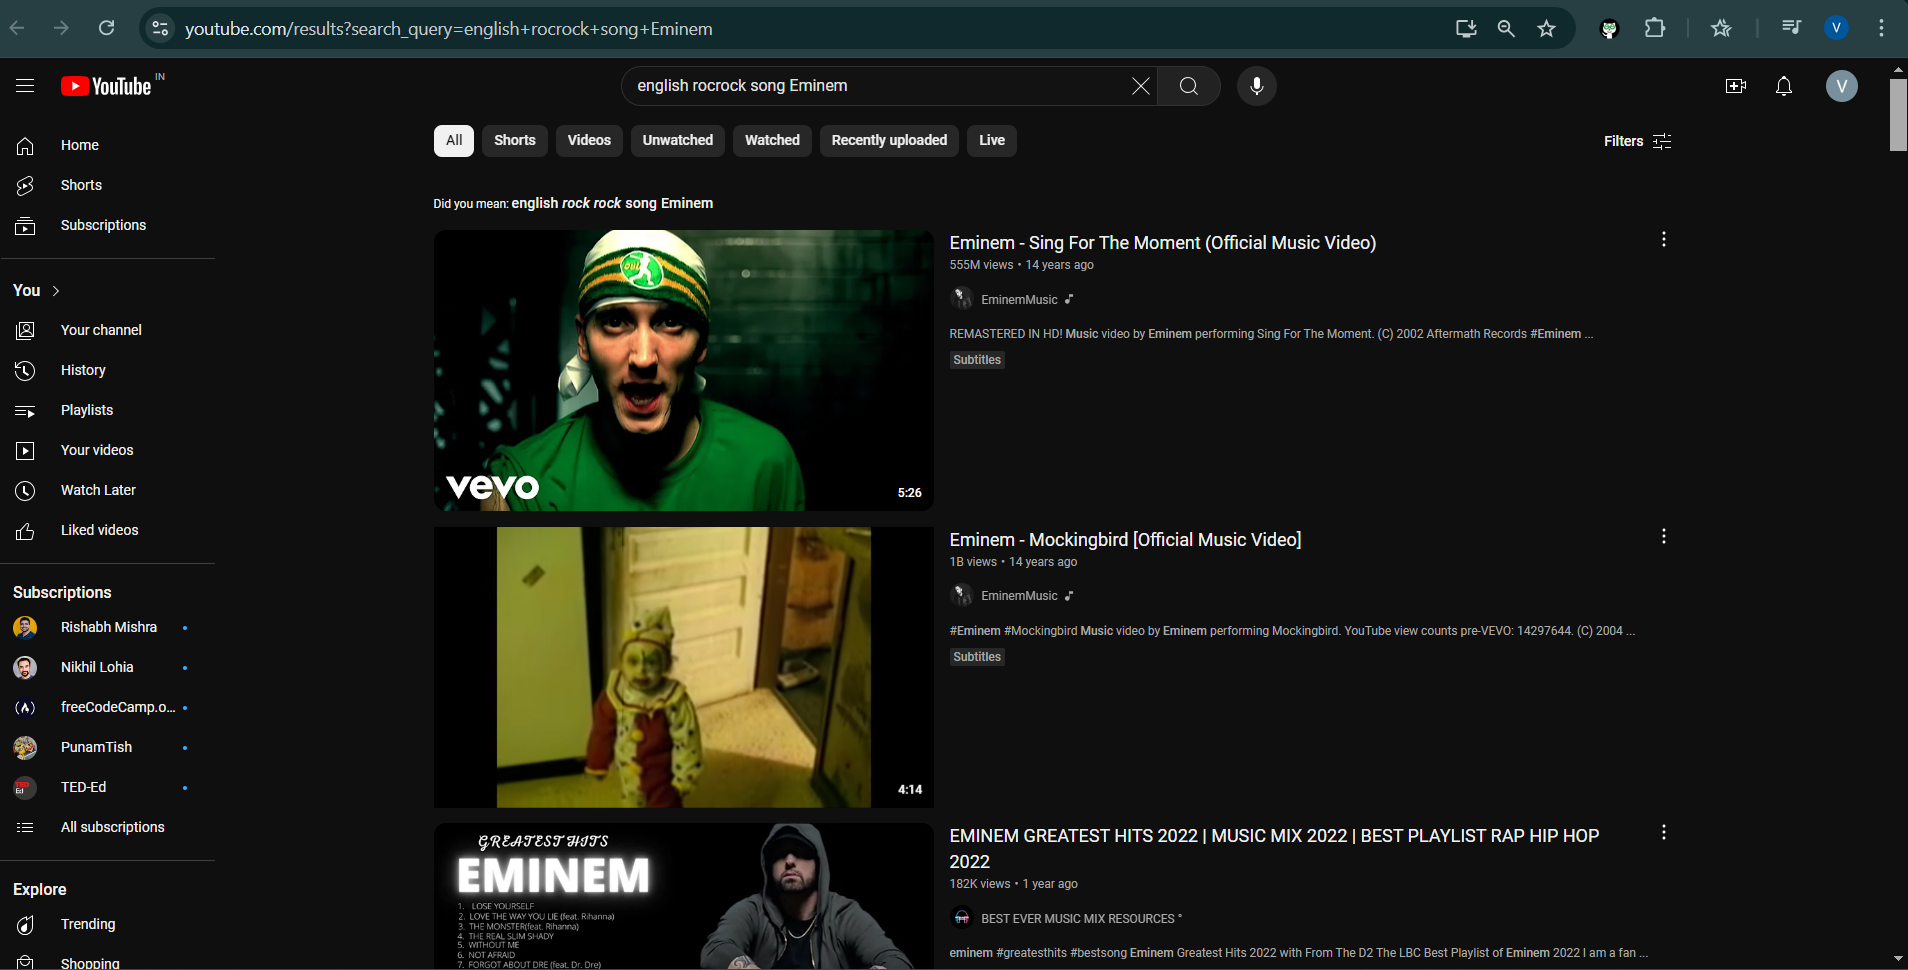 youtube.com/results?search_query=english+rocrock+song+Eminem
V
YouTube IN
english rocrock song Eminem
V
Home
Shorts
Subscriptions
You
Your channel
History
Playlists
Your videos
Watch Later
Liked videos
Subscriptions
Rishabh Mishra
Nikhil Lohia
freeCodeCamp.o...
PunamTish
TED-Ed
All subscriptions
Explore
Trending
Shopping
All
Shorts
Videos
Unwatched
Watched
Recently uploaded
Live
Filters
Did you mean: english rock rock song Eminem
vevo
5:26
Eminem - Sing For The Moment (Official Music Video)
555M views • 14 years ago
EminemMusic
REMASTERED IN HD! Music video by Eminem performing Sing For The Moment. (C) 2002 Aftermath Records #Eminem ...
Subtitles
4:14
Eminem - Mockingbird [Official Music Video]
1B views • 14 years ago
EminemMusic
#Eminem #Mockingbird Music video by Eminem performing Mockingbird. YouTube view counts pre-VEVO: 14297644. (C) 2004 ...
Subtitles
GREATEST HITS
EMINEM
1. LOSE YOURSELF
2. LOVE THE WAY YOU LIE (feat. Rihanna)
3. THE MONSTER(feat. Rihanna)
4. THE REAL SLIM SHADY
5. WITHOUT ME
6. NOT AFRAID
7. FORGOT ABOUT DRE (feat. Dr. Dre)
EMINEM GREATEST HITS 2022 | MUSIC MIX 2022 | BEST PLAYLIST RAP HIP HOP
2022
182K views • 1 year ago
BEST EVER MUSIC MIX RESOURCES °
eminem #greatesthits #bestsong Eminem Greatest Hits 2022 with From The D2 The LBC Best Playlist of Eminem 2022 I am a fan ...